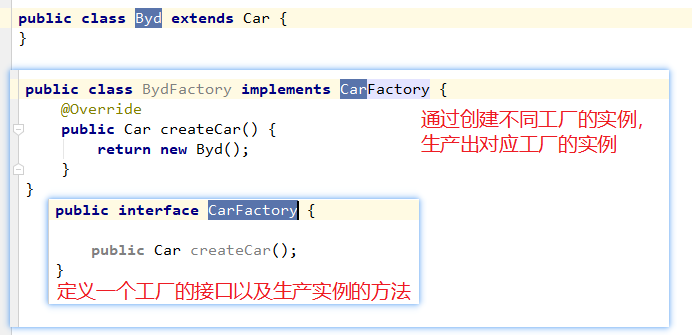 public class Byd extends Car {
}
public class BydFactory implements CarFactory {
@Override
public Car createCar() {
return new Byd();
}
}
通过创建不同工厂的实例，
生产出对应工厂的实例
public interface CarFactory {
public Car createCar();
}
定义一个工厂的接口以及生产实例的方法